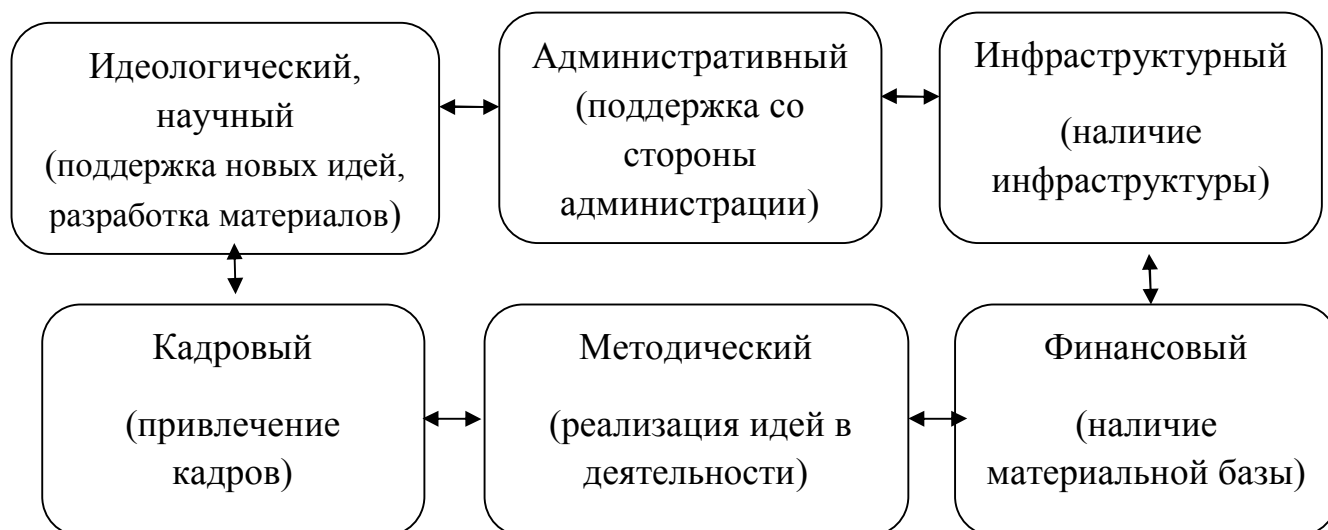 Идеологический,
научный
(поддержка новых идей,
разработка материалов)
Административный
(поддержка со
стороны
администрации)
Инфраструктурный
(наличие
инфраструктуры)
Кадровый
(привлечение
кадров)
Методический
(реализация идей в
деятельности)
Финансовый
(наличие
материальной базы)